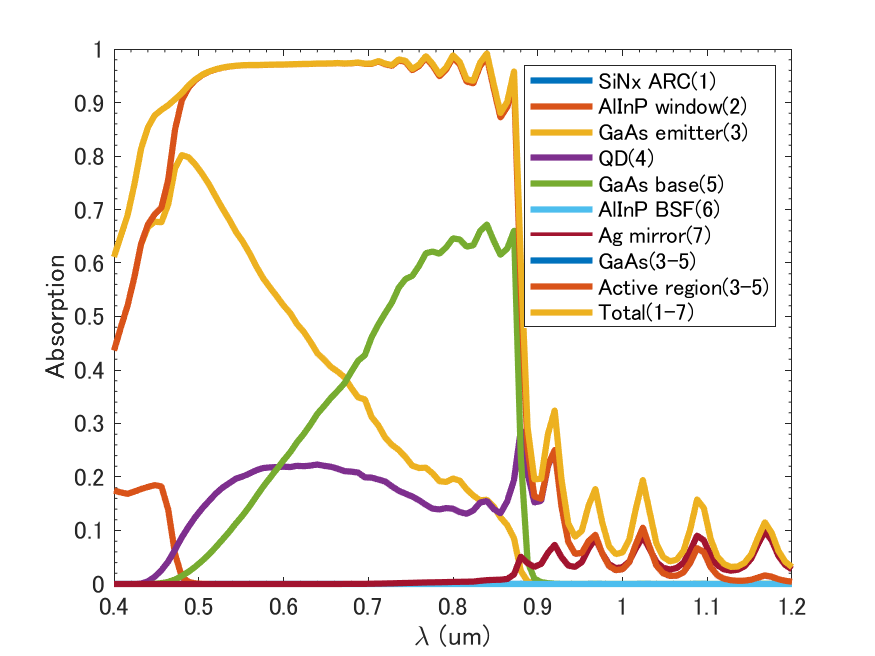 1
0.9
0.8
0.7
0.6
0.5
0.4
0.3
0.2
0.1
0
Absorption
0.4 0.5 0.6 0.7 0.8 0.9 1 1.1 1.2
λ (um)
SiNx ARC(1)
AlInP window(2)
GaAs emitter(3)
QD(4)
GaAs base(5)
AlInP BSF(6)
Ag mirror(7)
GaAs(3-5)
Active region(3-5)
Total(1-7)